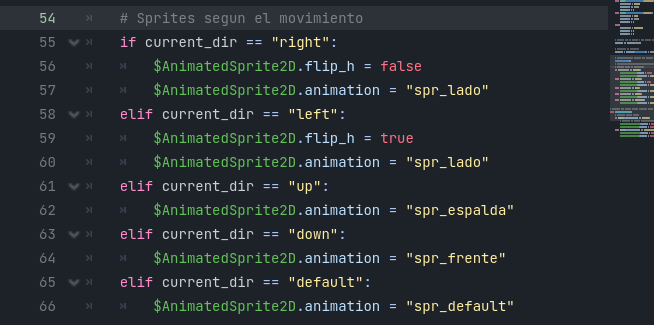 54 # Sprites segun el movimiento
55 if current_dir == "right":
56 $AnimatedSprite2D.flip_h = false
57 $AnimatedSprite2D.animation = "spr_lado"
58 elif current_dir == "left":
59 $AnimatedSprite2D.flip_h = true
60 $AnimatedSprite2D.animation = "spr_lado"
61 elif current_dir == "up":
62 $AnimatedSprite2D.animation = "spr_espalda"
63 elif current_dir == "down":
64 $AnimatedSprite2D.animation = "spr_frente"
65 elif current_dir == "default":
66 $AnimatedSprite2D.animation = "spr_default"